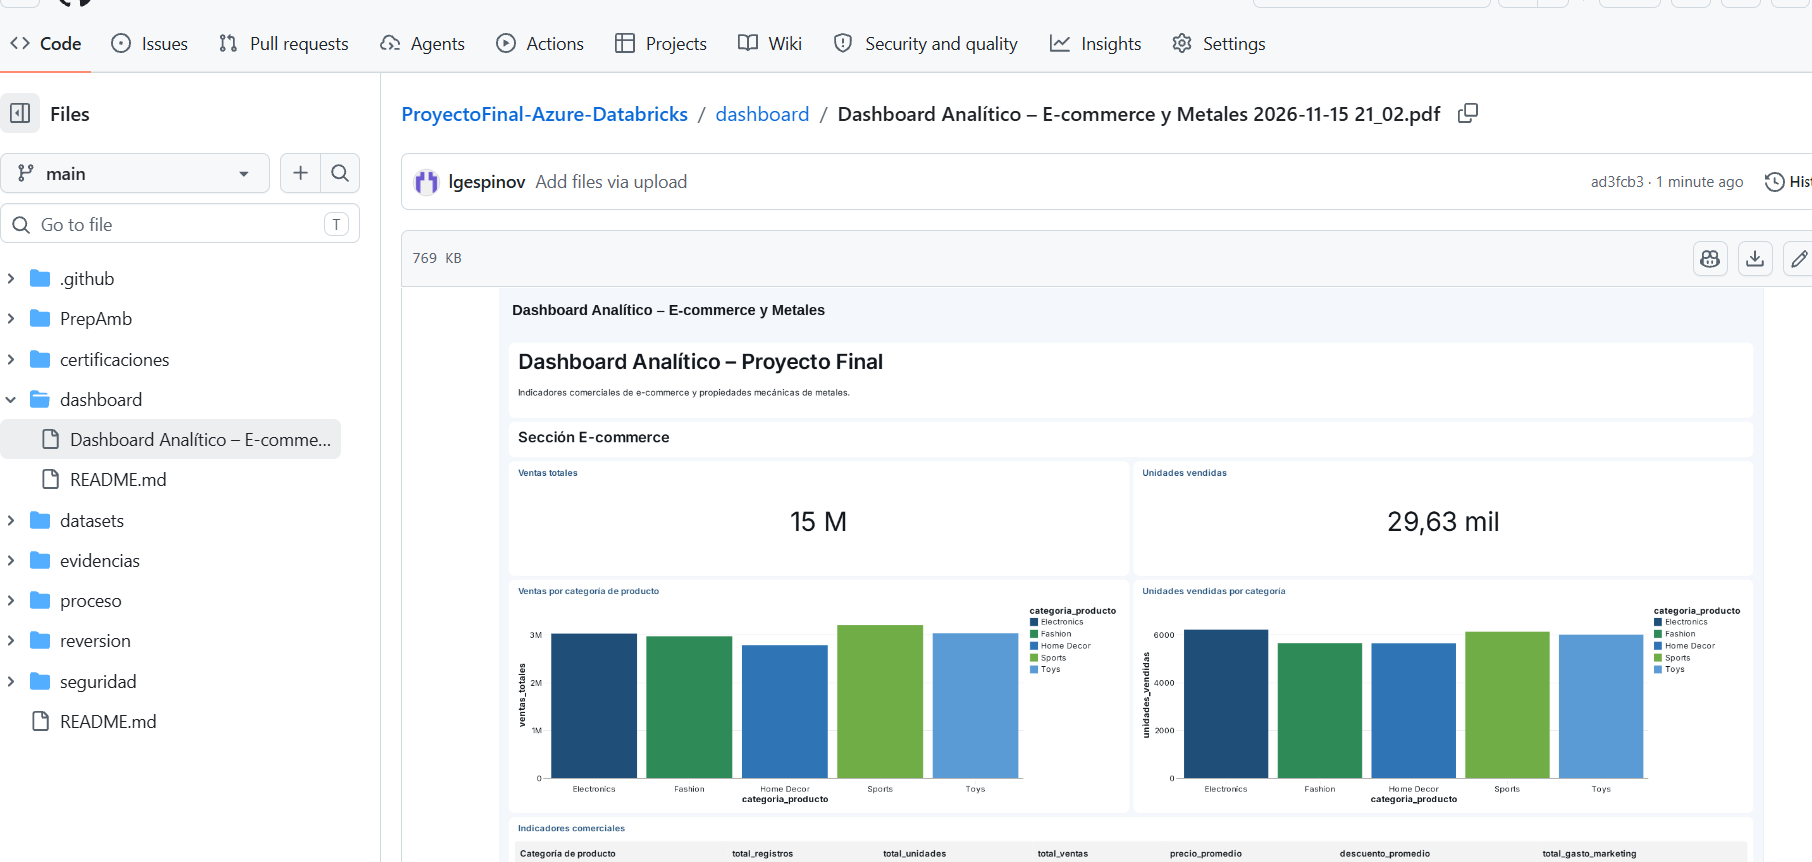 Code Issues Pull requests Agents Actions Projects Wiki Security and quality Insights Settings
Files
main
Go to file T
.github
PrepAmb
certificaciones
dashboard
Dashboard Analítico – E-comme...
README.md
datasets
evidencias
proceso
reversion
seguridad
README.md
ProyectoFinal-Azure-Databricks / dashboard / Dashboard Analítico – E-commerce y Metales 2026-11-15 21_02.pdf
lgespinov Add files via upload
ad3fcb3 · 1 minute ago
Hist
769 KB
Dashboard Analítico – E-commerce y Metales
Dashboard Analítico – Proyecto Final
Indicadores comerciales de e-commerce y propiedades mecánicas de metales.
Sección E-commerce
Ventas totales
15 M
Unidades vendidas
29,63 mil
Ventas por categoría de producto
ventas_totales
3M
2M
1M
0
Electronics Fashion Home Decor Sports Toys
categoria_producto
categoria_producto
Electronics
Fashion
Home Decor
Sports
Toys
Unidades vendidas por categoría
unidades_vendidas
6000
4000
2000
0
Electronics Fashion Home Decor Sports Toys
categoria_producto
categoria_producto
Electronics
Fashion
Home Decor
Sports
Toys
Indicadores comerciales
Categoría de producto total_registros total_unidades total_ventas precio_promedio descuento_promedio total_gasto_marketing